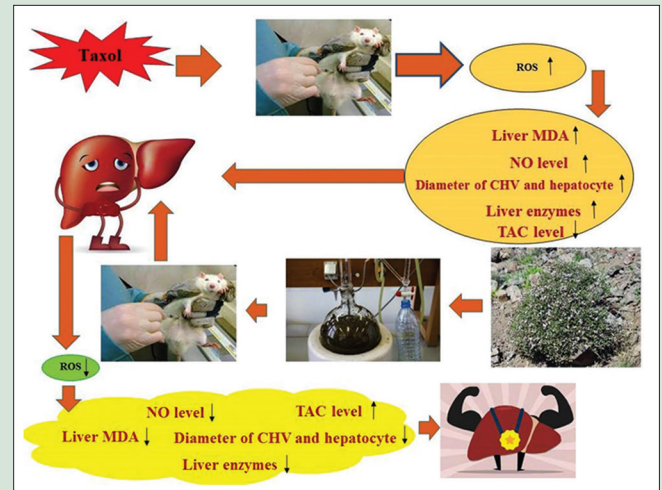 Taxol
ROS ↑
Liver MDA ↑
NO level ↑
Diameter of CHV and hepatocyte ↑
Liver enzymes ↑
TAC level ↓
ROS ↓
NO level ↓ TAC level ↑
Liver MDA ↓ Diameter of CHV and hepatocyte ↓
Liver enzymes ↓